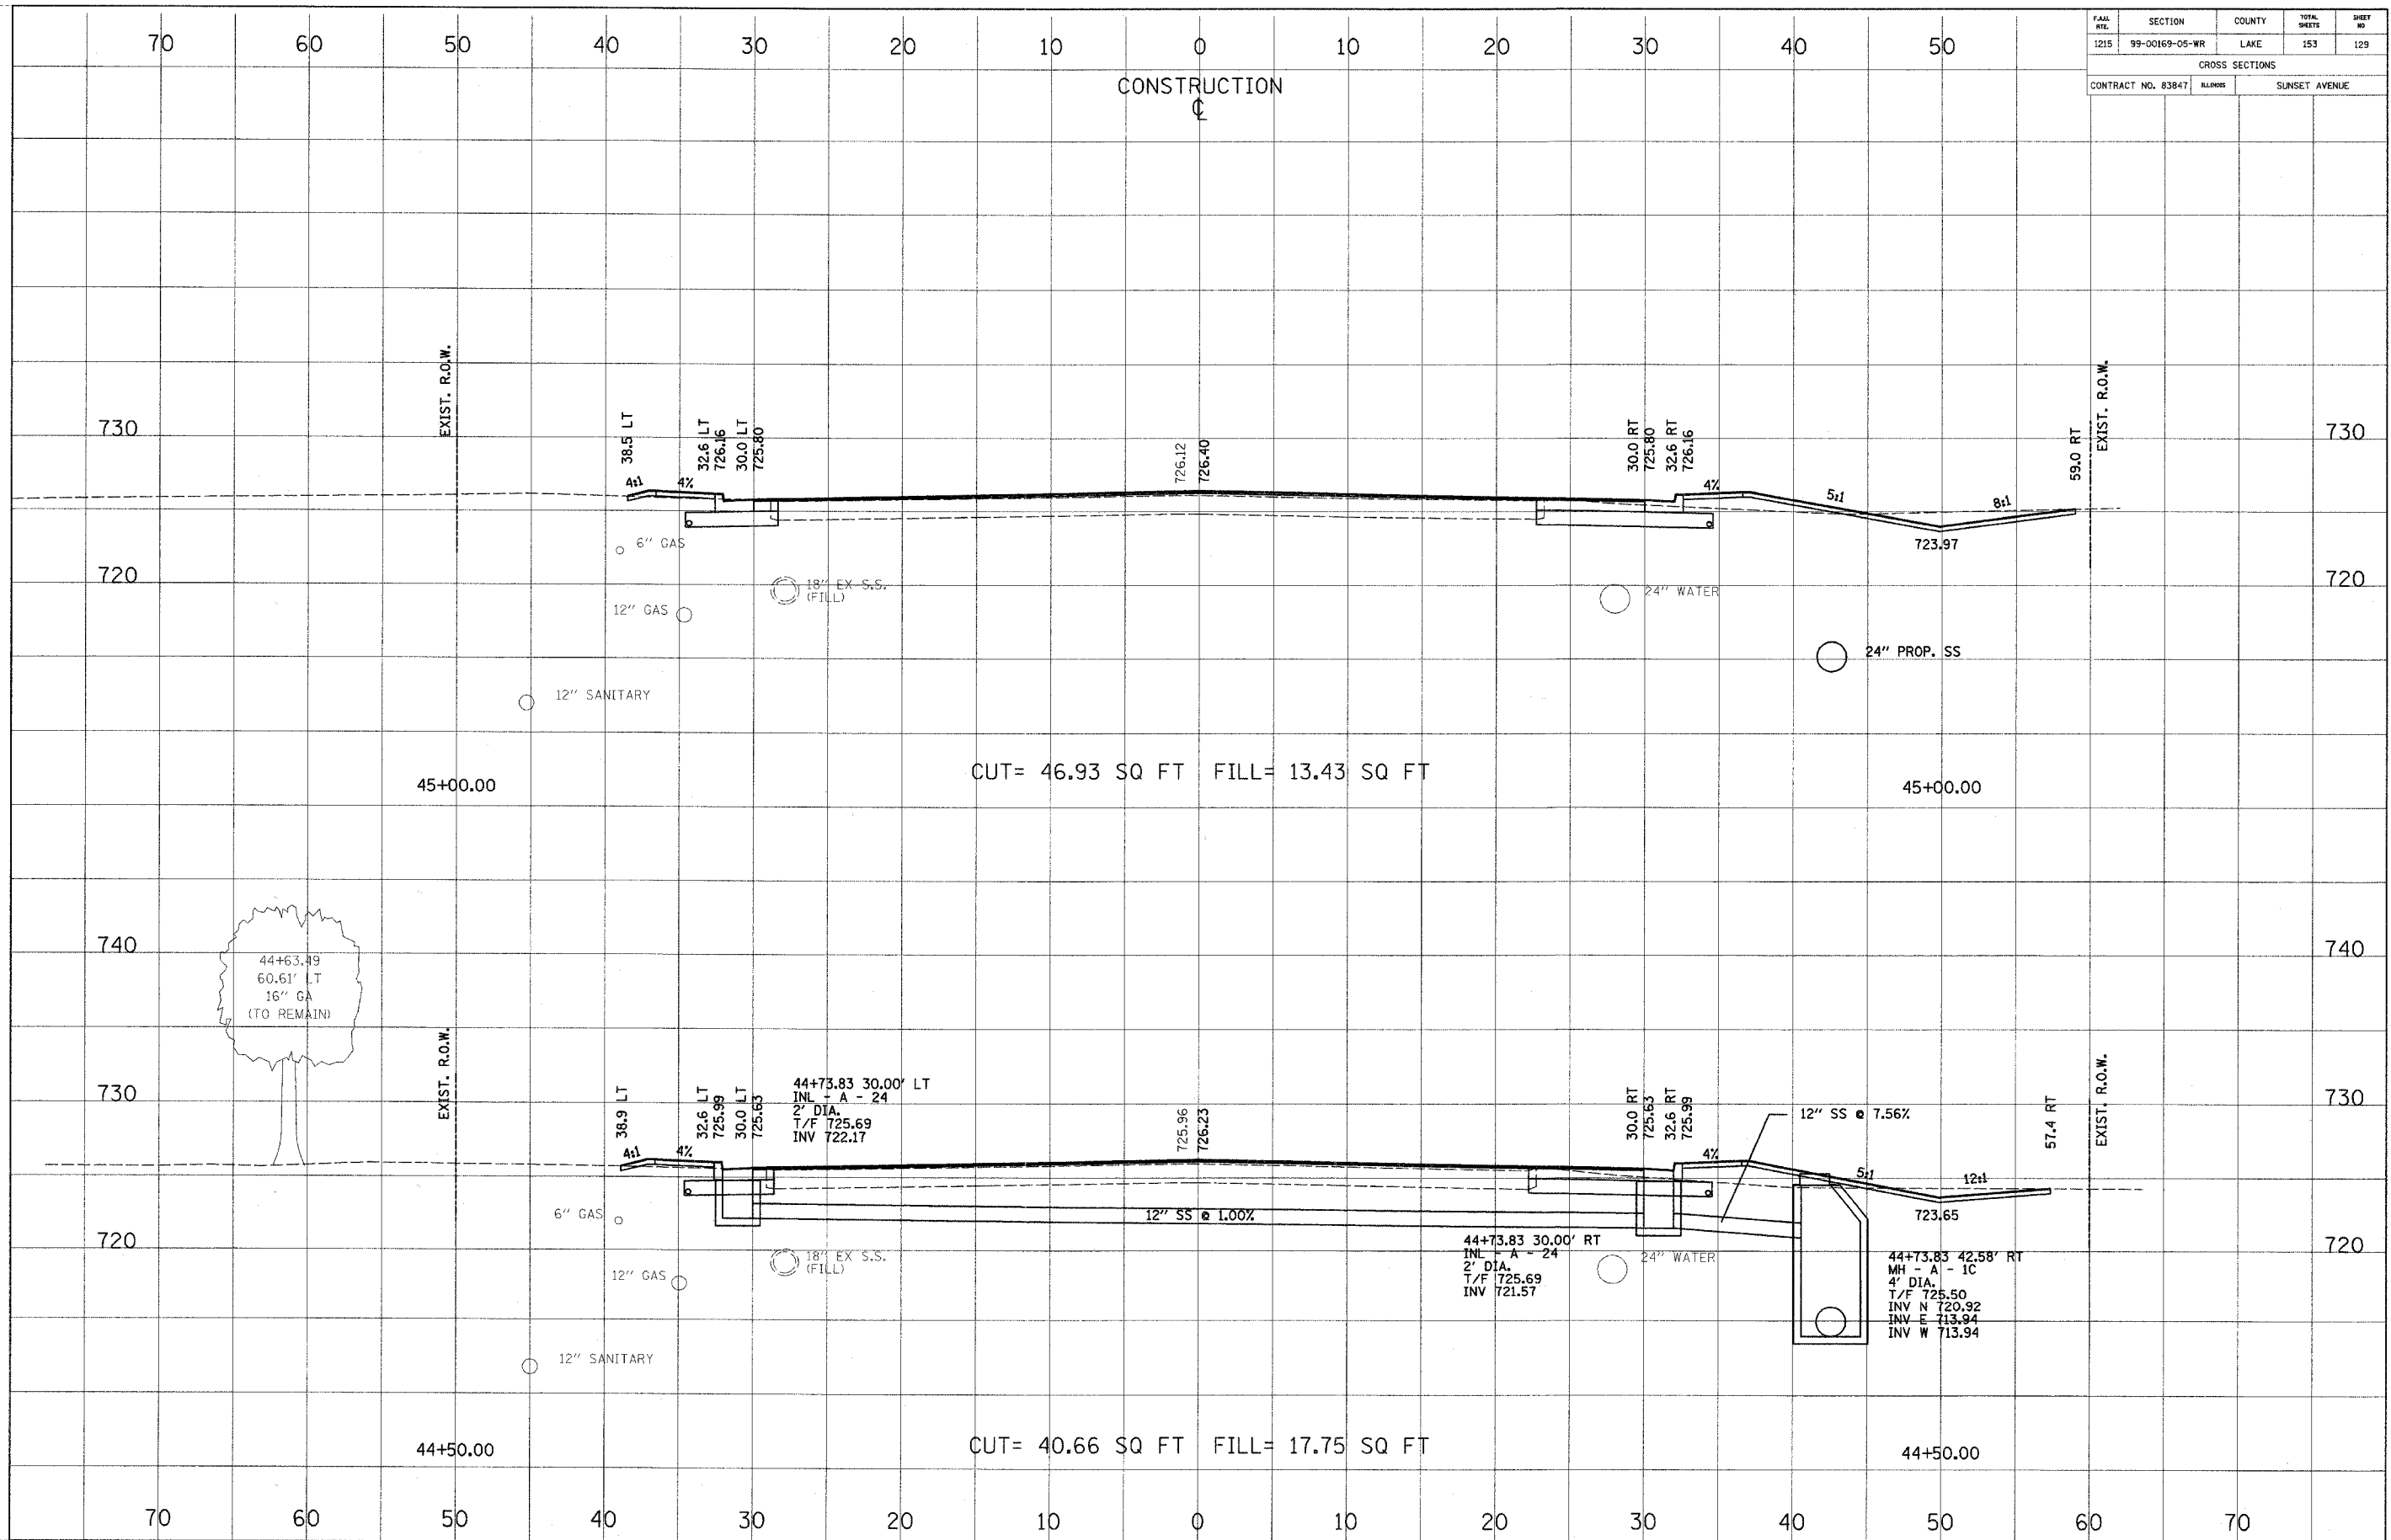 F.A.U. RTE. SECTION COUNTY TOTAL SHEETS SHEET NO
1215 99-00169-05-WR LAKE 153 129
CROSS SECTIONS
CONTRACT NO. 83847 ILLINOIS SUNSET AVENUE
70 60 50 40 30 20 10 0 10 20 30 40 50
CONSTRUCTION
℄
EXIST. R.O.W.
38.5 LT
32.6 LT
726.16
30.0 LT
725.80
726.12
726.40
30.0 RT
725.80
32.6 RT
726.16
59.0 RT
EXIST. R.O.W.
730 730
4:1 4% 4% 5:1 8:1
723.97
6" GAS
720 720
18" EX S.S.
(FILL)
12" GAS
24" WATER
24" PROP. SS
12" SANITARY
CUT= 46.93 SQ FT FILL= 13.43 SQ FT
45+00.00 45+00.00
740 740
44+63.49
60.61' LT
16" GA
(TO REMAIN)
EXIST. R.O.W.
38.9 LT
32.6 LT
725.99
30.0 LT
725.63
44+73.83 30.00' LT
INL - A - 24
2' DIA.
T/F 725.69
INV 722.17
725.96
726.23
30.0 RT
725.63
32.6 RT
725.99
12" SS @ 7.56%
57.4 RT
EXIST. R.O.W.
730 730
4:1 4% 4% 5:1 12:1
723.65
6" GAS
12" SS @ 1.00%
720 720
18" EX S.S.
(FILL)
12" GAS
44+73.83 30.00' RT
INL - A - 24
2' DIA.
T/F 725.69
INV 721.57
24" WATER
44+73.83 42.58' RT
MH - A - 1C
4' DIA.
T/F 725.50
INV N 720.92
INV E 713.94
INV W 713.94
12" SANITARY
CUT= 40.66 SQ FT FILL= 17.75 SQ FT
44+50.00 44+50.00
70 60 50 40 30 20 10 0 10 20 30 40 50 60 70